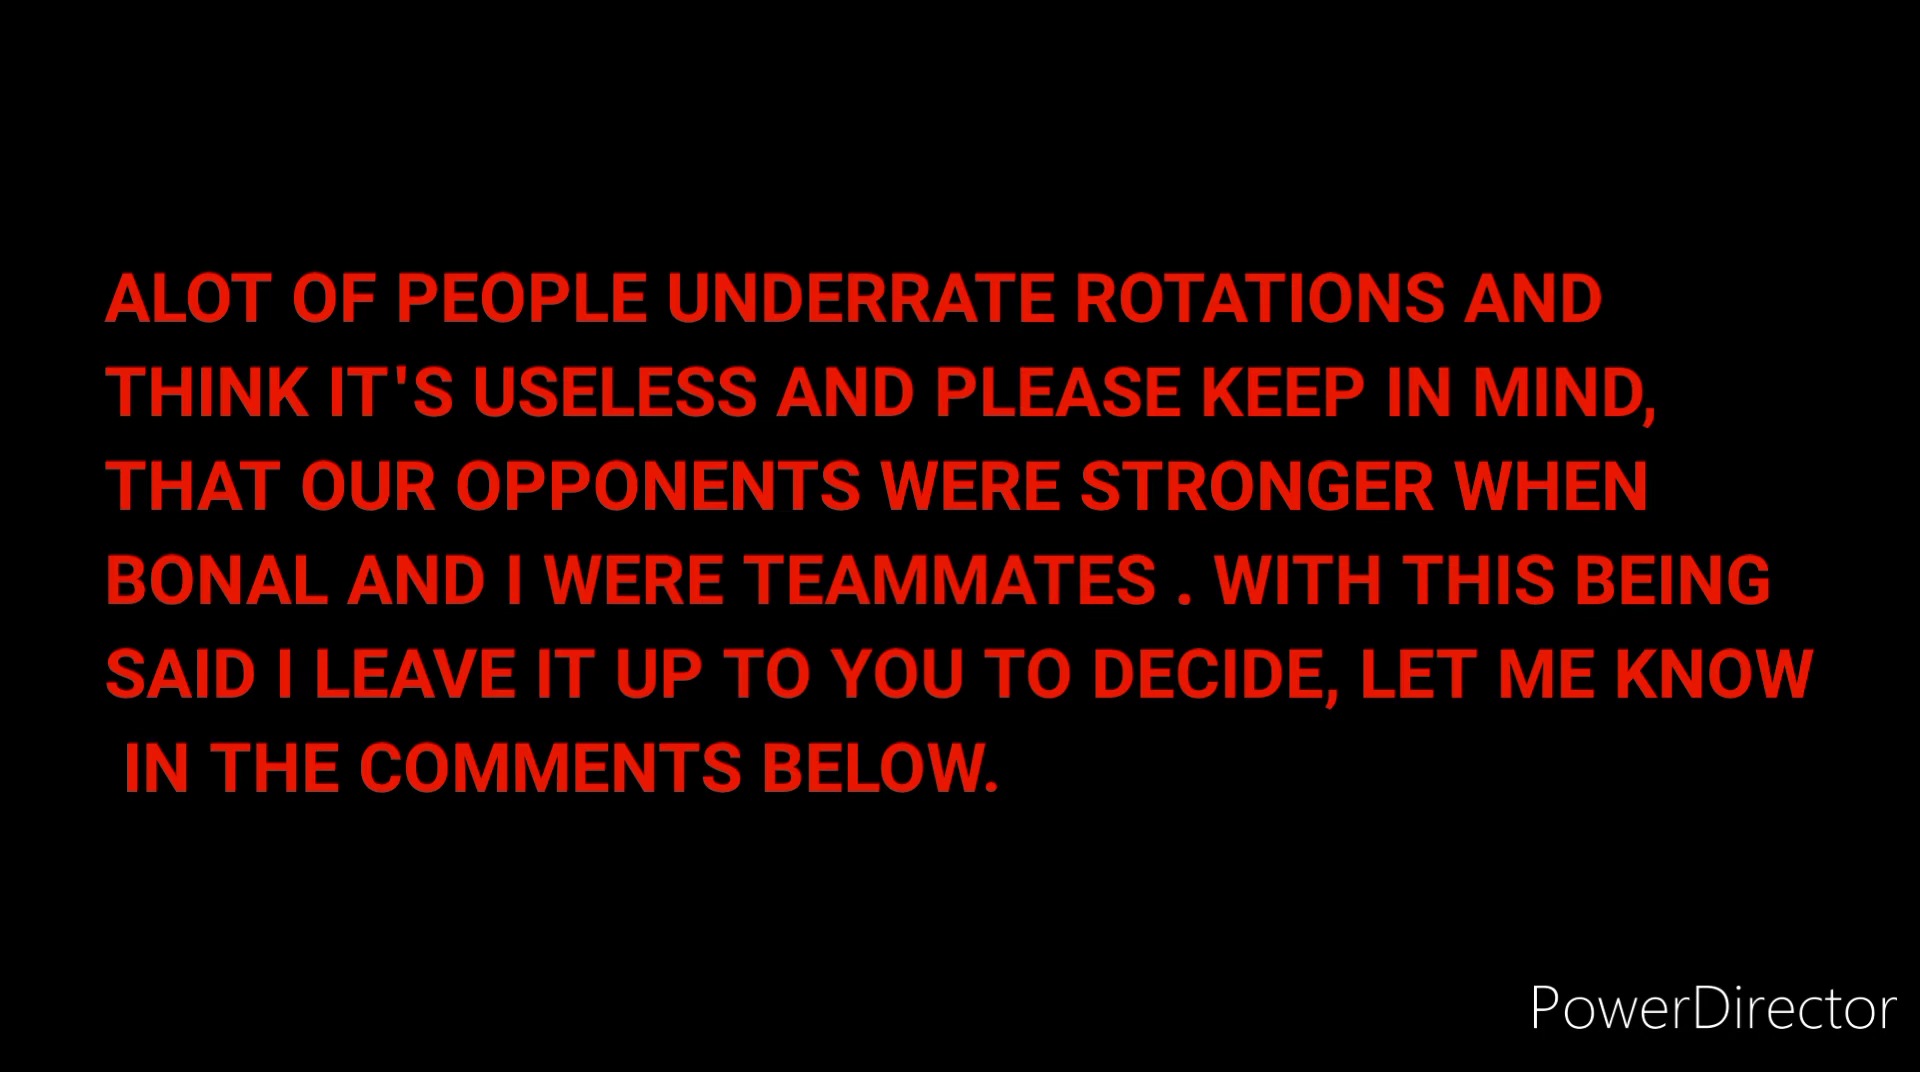 ALOT OF PEOPLE UNDERRATE ROTATIONS AND
THINK IT'S USELESS AND PLEASE KEEP IN MIND,
THAT OUR OPPONENTS WERE STRONGER WHEN
BONAL AND I WERE TEAMMATES . WITH THIS BEING
SAID I LEAVE IT UP TO YOU TO DECIDE, LET ME KNOW
IN THE COMMENTS BELOW.
PowerDirector